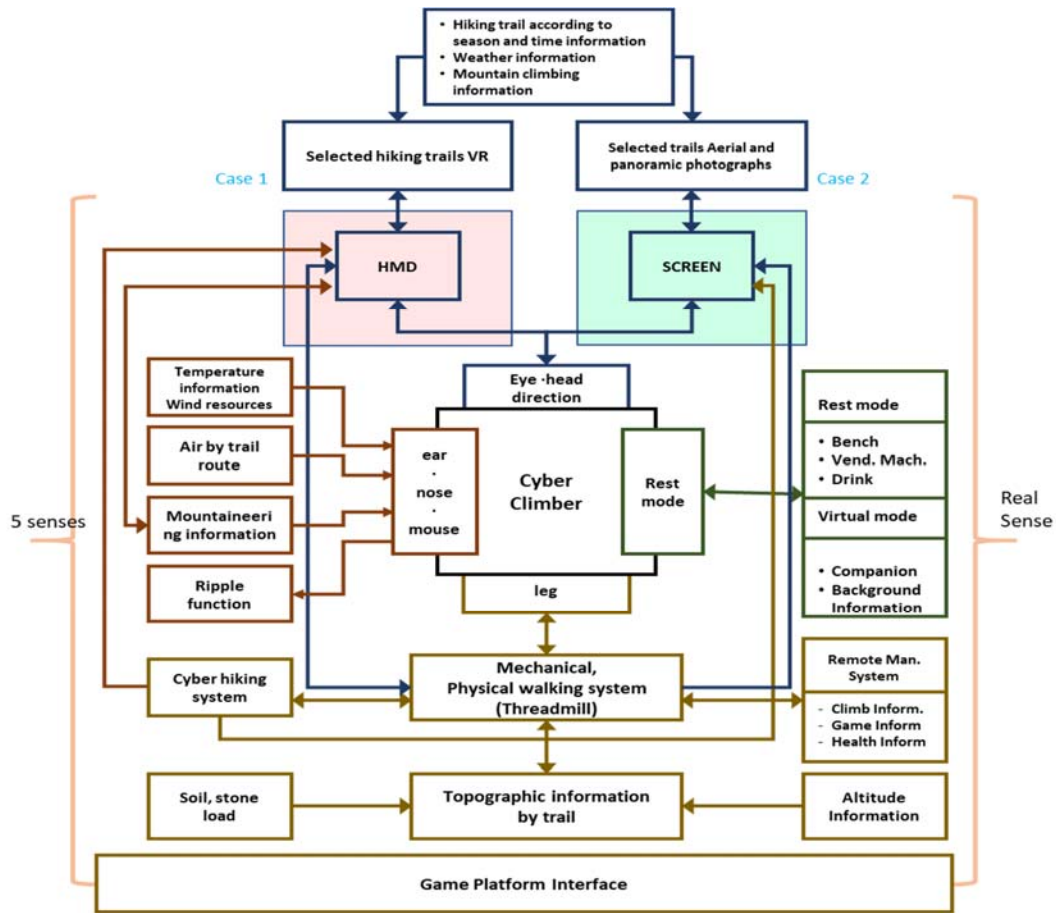 • Hiking trail according to
season and time information
• Weather information
• Mountain climbing
information
Selected hiking trails VR
Selected trails Aerial and
panoramic photographs
Case 1
Case 2
HMD
SCREEN
Temperature
information
Wind resources
Eye ·head
direction
Rest mode
Air by trail
route
ear
·
nose
·
mouse
Cyber
Climber
Rest
mode
• Bench
• Vend. Mach.
• Drink
5 senses
Mountaineeri
ng information
Virtual mode
Real
Sense
Ripple
function
leg
• Companion
• Background
Information
Cyber hiking
system
Mechanical,
Physical walking system
(Threadmill)
Remote Man.
System
- Climb Inform.
- Game Inform
- Health Inform
Soil, stone
load
Topographic information
by trail
Altitude
Information
Game Platform Interface